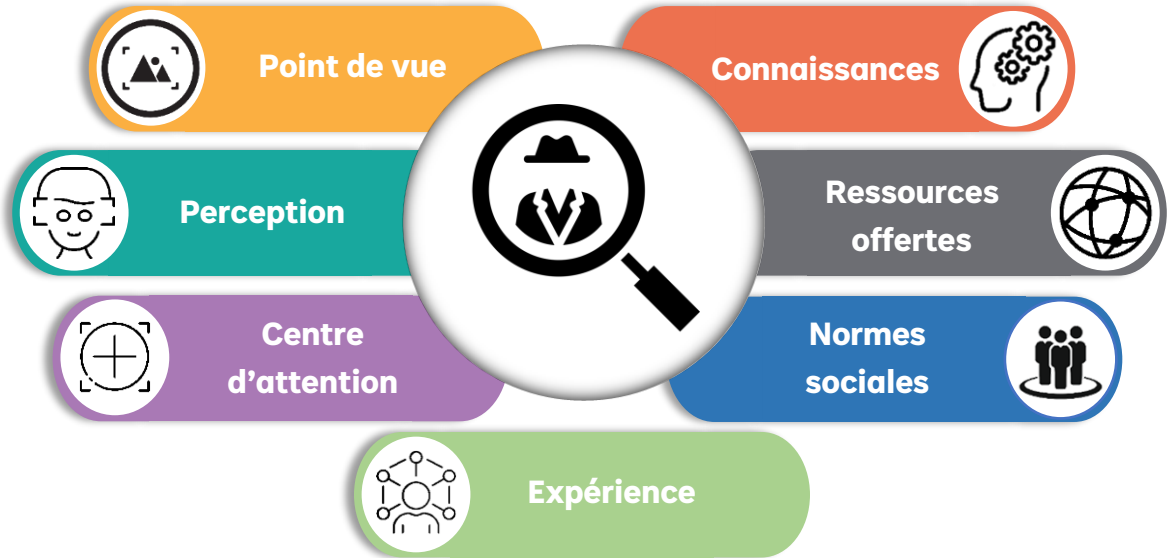 Point de vue
Connaissances
Perception
Ressources
offertes
Centre
d’attention
Normes
sociales
Expérience